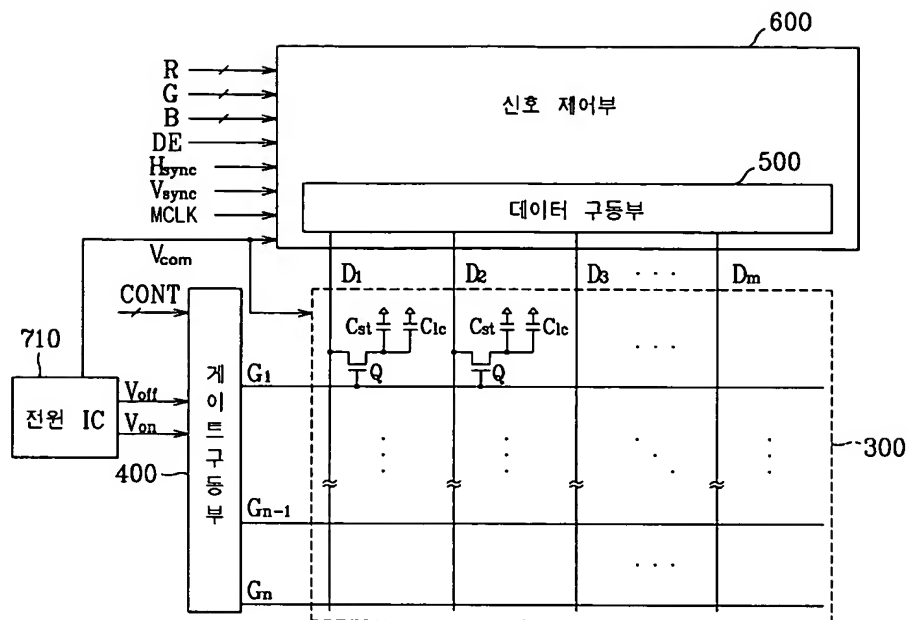 600
R
G
B
DE
Hsync
Vsync
MCLK
신호 제어부
500
데이터 구동부
Vcom
D1 D2 D3 · · · Dm
CONT
Cst Clc Cst Clc
710
Q Q
· · ·
G1
전원 IC
Voff
Von
게이트구동부
400
300
Gn-1
· · ·
Gn